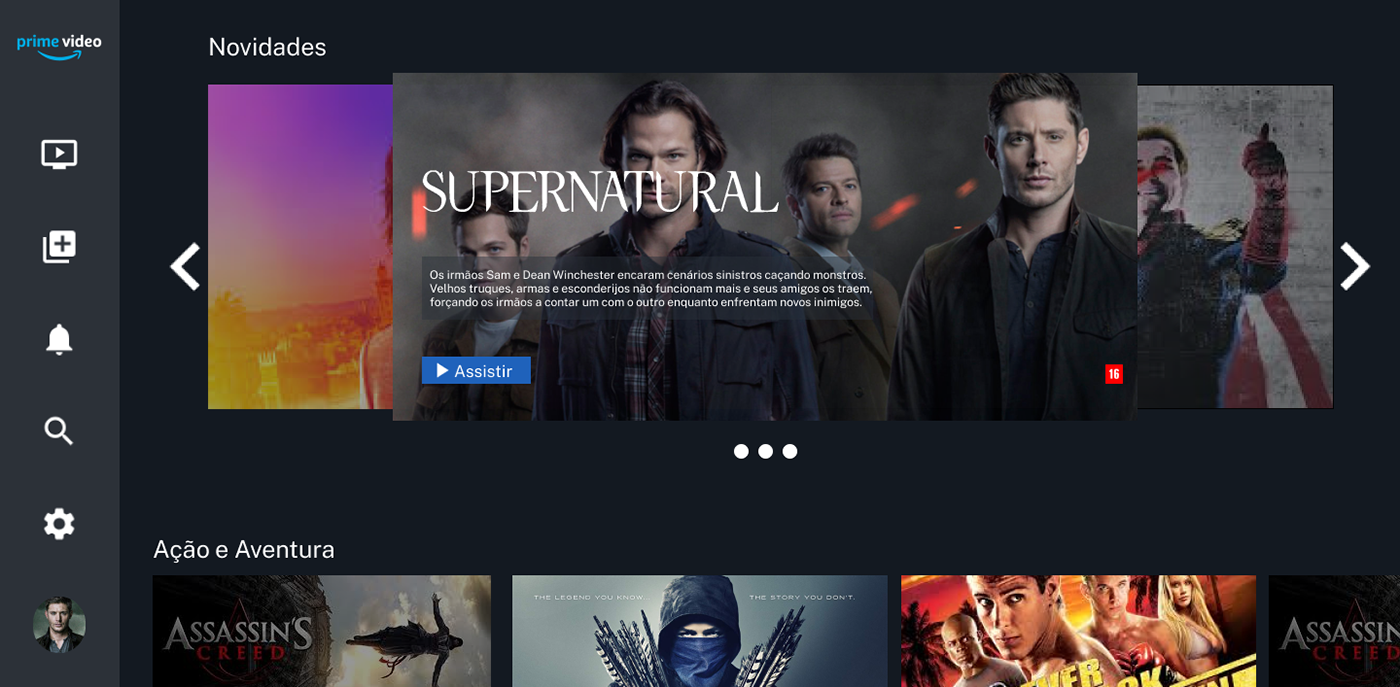 prime video
Novidades
SUPERNATURAL
Os irmãos Sam e Dean Winchester encaram cenários sinistros caçando monstros.
Velhos truques, armas e esconderijos não funcionam mais e seus amigos os traem,
forçando os irmãos a contar um com o outro enquanto enfrentam novos inimigos.
Assistir
16
Ação e Aventura
ASSASSIN'S
CREED
THE LEGEND YOU KNOW...
THE STORY YOU DON'T.
ASSASSIN
CREED